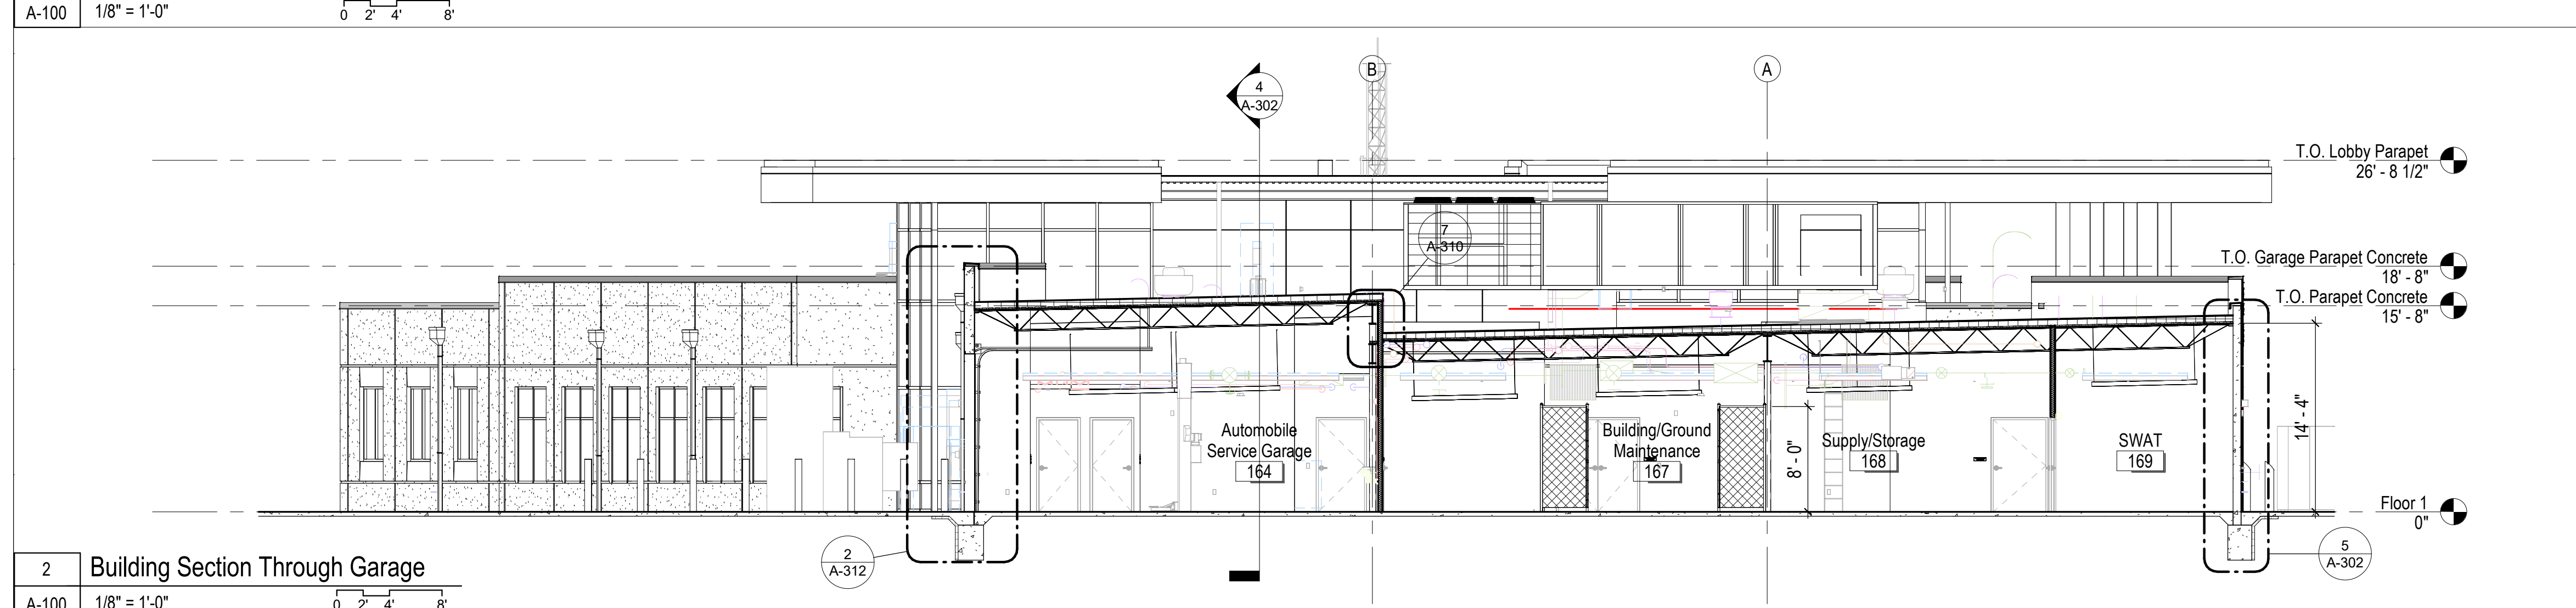 A-100
1/8" = 1'-0"
0 2' 4' 8'
B
A
4
A-302
7
A-310
T.O. Lobby Parapet
26' - 8 1/2"
T.O. Garage Parapet Concrete
18' - 8"
T.O. Parapet Concrete
15' - 8"
Automobile
Service Garage
164
Building/Ground
Maintenance
167
8' - 0"
Supply/Storage
168
SWAT
169
14' - 4"
Floor 1
0"
2
A-312
5
A-302
2
Building Section Through Garage
A-100
1/8" = 1'-0"
0 2' 4' 8'